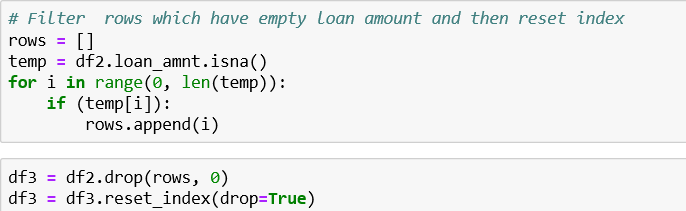 # Filter  rows which have empty loan amount and then reset index
rows = []
temp = df2.loan_amnt.isna()
for i in range(0, len(temp)):
    if (temp[i]):
        rows.append(i)
df3 = df2.drop(rows, 0)
df3 = df3.reset_index(drop=True)